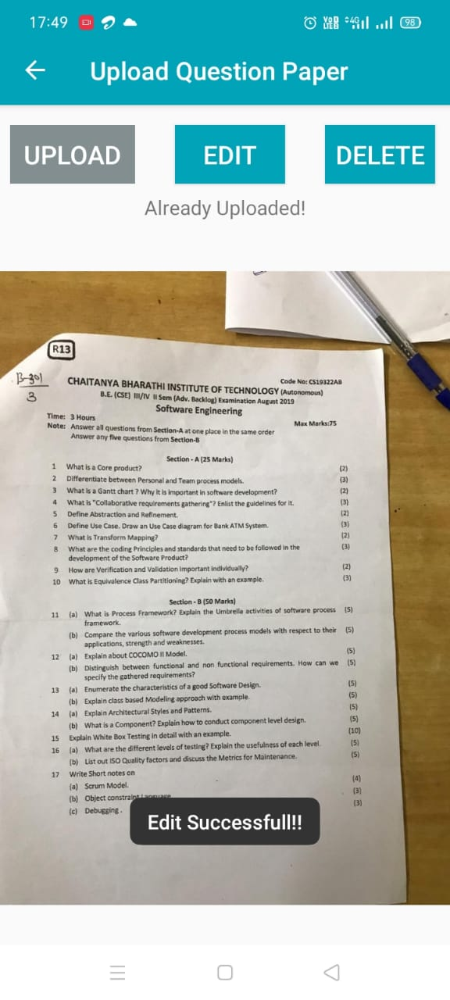 17:49
VoD LTEB 4G 98
Upload Question Paper
UPLOAD EDIT DELETE
Already Uploaded!
R13
B-301
3
Code No: CS19322AB
CHAITANYA BHARATHI INSTITUTE OF TECHNOLOGY (Autonomous)
B.E. (CSE) III/IV II Sem (Adv. Backlog) Examination August 2019
Software Engineering
Time: 3 Hours Max Marks:75
Note: Answer all questions from Section-A at one place in the same order
Answer any five questions from Section-B
Section - A (25 Marks)
1 What is a Core product? (2)
2 Differentiate between Personal and Team process models. (3)
3 What is a Gantt chart ? Why it is important in software development? (2)
4 What is "Collaborative requirements gathering"? Enlist the guidelines for it. (3)
5 Define Abstraction and Refinement. (2)
6 Define Use Case. Draw an Use Case diagram for Bank ATM System. (3)
7 What is Transform Mapping? (2)
8 What are the coding Principles and standards that need to be followed in the (3)
development of the Software Product?
9 How are Verification and Validation important individually? (2)
10 What is Equivalence Class Partitioning? Explain with an example. (3)
Section - B (50 Marks)
11 (a) What is Process Framework? Explain the Umbrella activities of software process (5)
framework.
(b) Compare the various software development process models with respect to their (5)
applications, strength and weaknesses.
12 (a) Explain about COCOMO II Model. (5)
(b) Distinguish between functional and non functional requirements. How can we (5)
specify the gathered requirements?
13 (a) Enumerate the characteristics of a good Software Design. (5)
(b) Explain class based Modeling approach with example. (5)
14 (a) Explain Architectural Styles and Patterns. (5)
(b) What is a Component? Explain how to conduct component level design. (5)
15 Explain White Box Testing in detail with an example. (10)
16 (a) What are the different levels of testing? Explain the usefulness of each level. (5)
(b) List out ISO Quality factors and discuss the Metrics for Maintenance. (5)
17 Write Short notes on
(a) Scrum Model. (4)
(b) Object constraint Language (3)
(c) Debugging. (3)
Edit Successfull!!